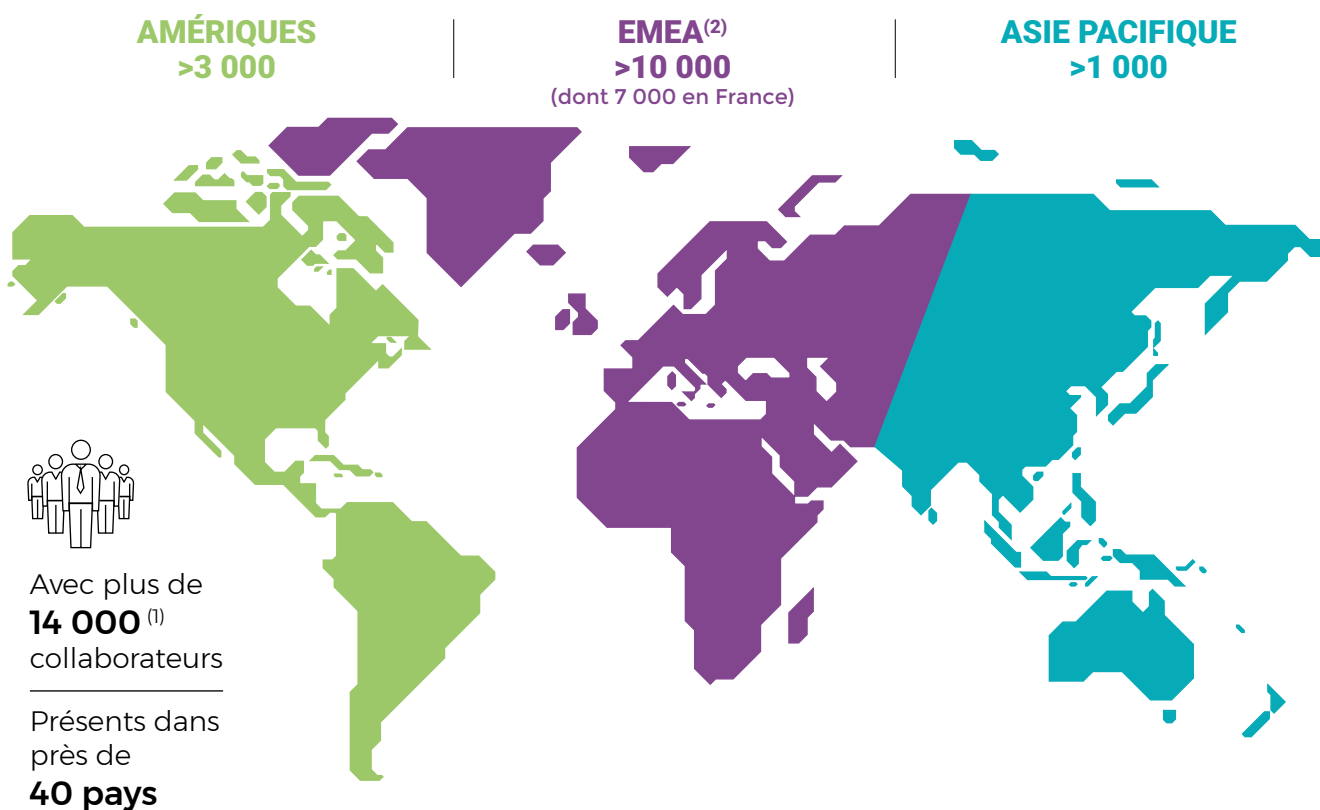 AMÉRIQUES
>3 000
EMEA(2)
>10 000
(dont 7 000 en France)
ASIE PACIFIQUE
>1 000
Avec plus de
14 000 (1)
collaborateurs
Présents dans
près de
40 pays